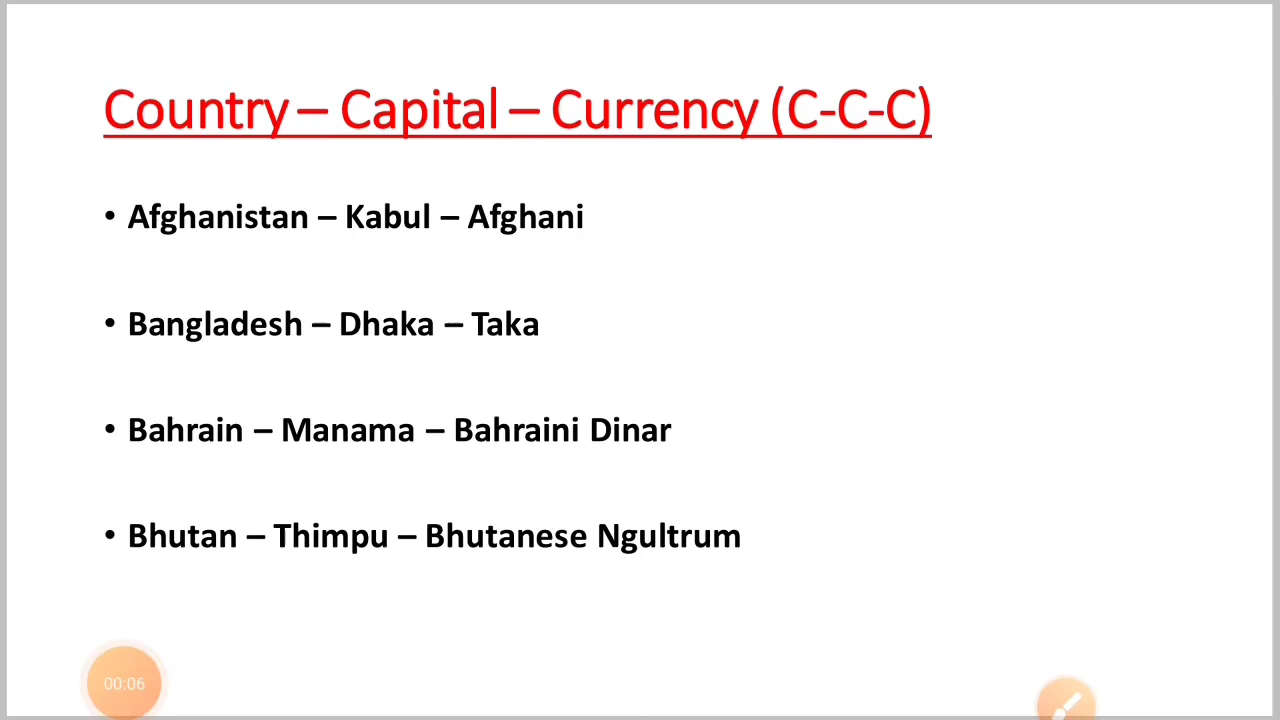 Country – Capital – Currency (C-C-C)
• Afghanistan – Kabul – Afghani
• Bangladesh – Dhaka – Taka
• Bahrain – Manama – Bahraini Dinar
• Bhutan – Thimpu – Bhutanese Ngultrum
00:06